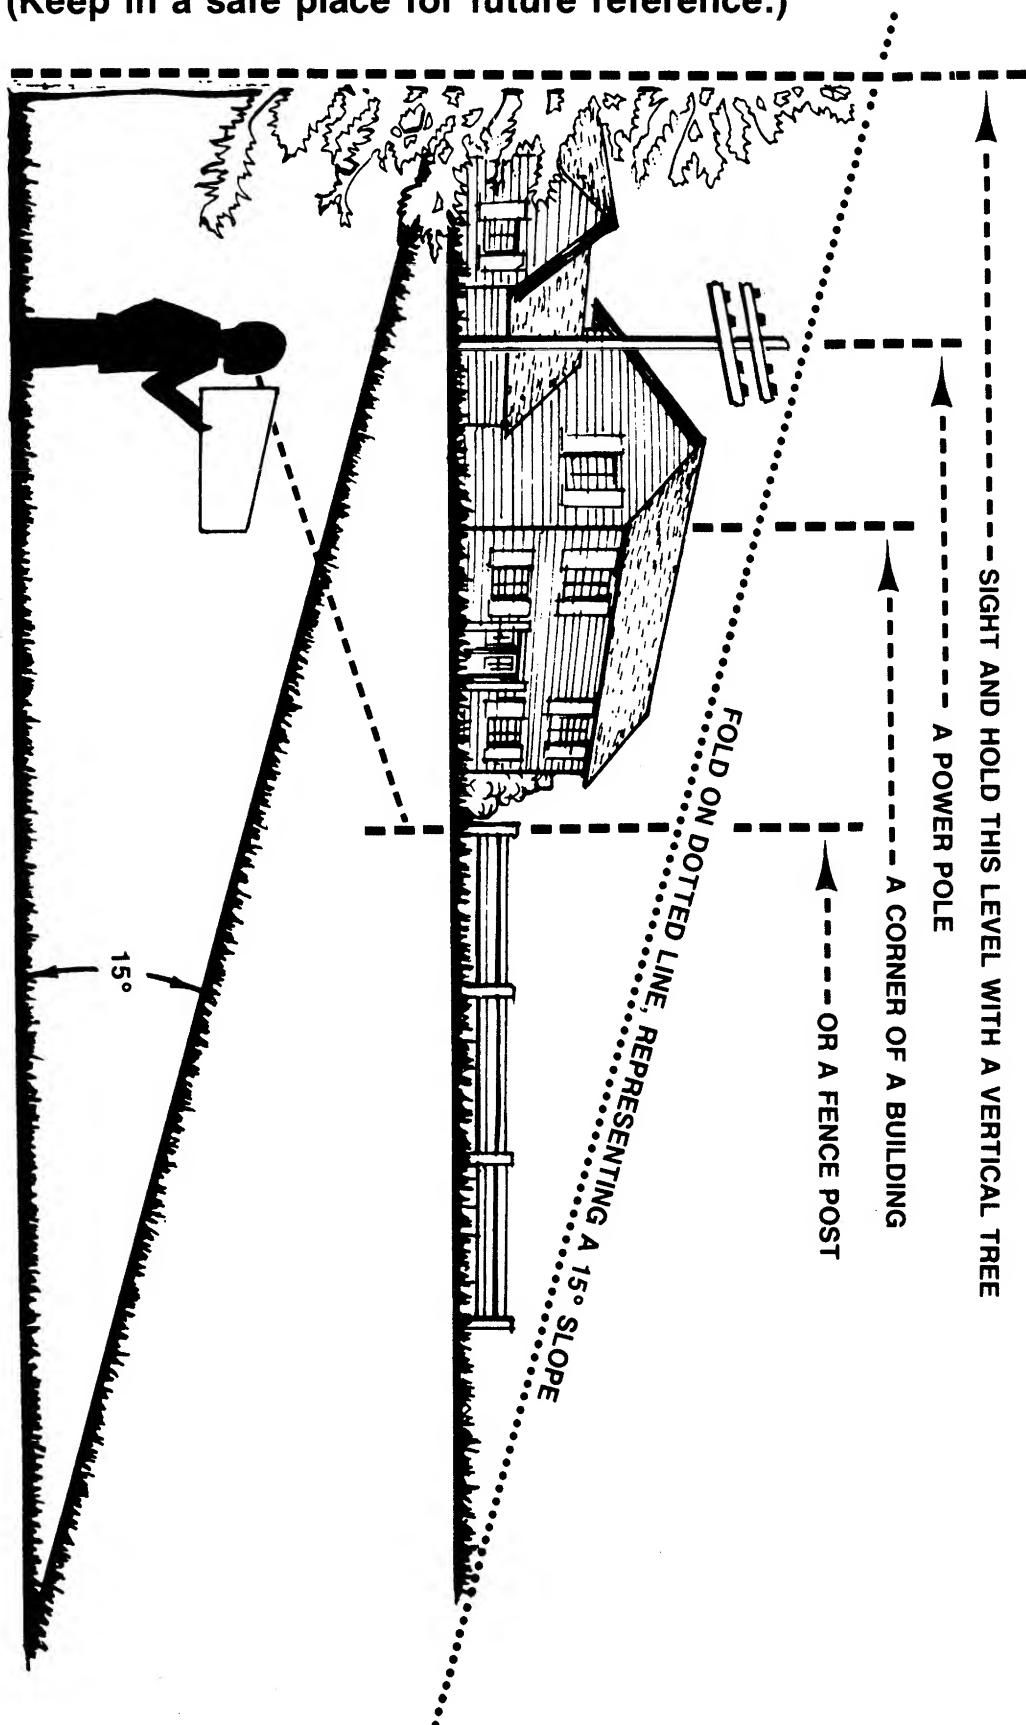 (Keep in a safe place for future reference.)
SIGHT AND HOLD THIS LEVEL WITH A VERTICAL TREE
A POWER POLE
A CORNER OF A BUILDING
OR A FENCE POST
FOLD ON DOTTED LINE, REPRESENTING A 15° SLOPE
15°